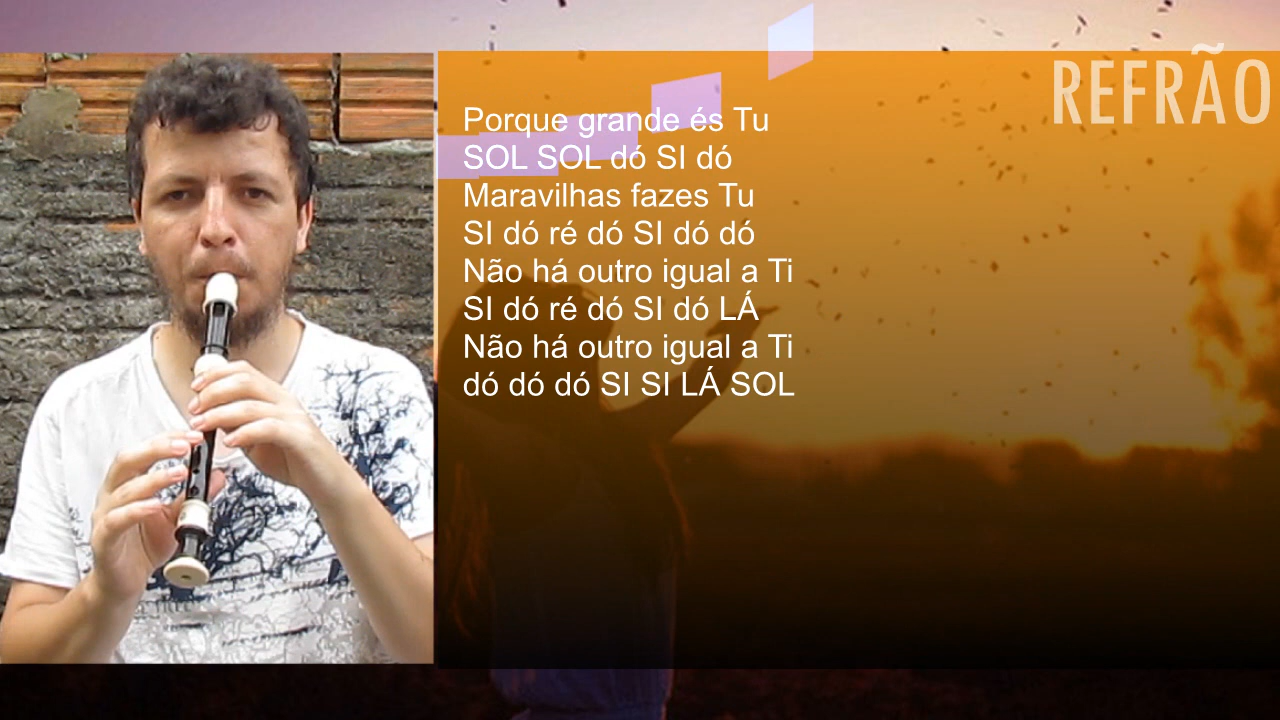 REFRÃO
Porque grande és Tu
SOL SOL dó SI dó
Maravilhas fazes Tu
SI dó ré dó SI dó dó
Não há outro igual a Ti
SI dó ré dó SI dó LÁ
Não há outro igual a Ti
dó dó dó SI SI LÁ SOL